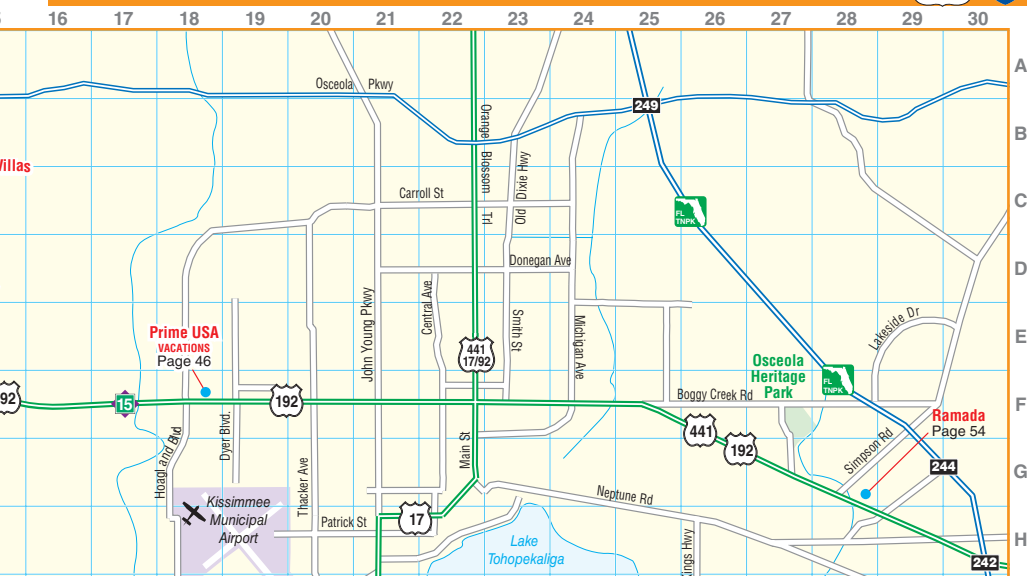 16 17 18 19 20 21 22 23 24 25 26 27 28 29 30
A
Osceola Pkwy
249
B
Orange Blossom Trl
Old Dixie Hwy
Villas
Carroll St
C
FL
TNPK
Donegan Ave
D
John Young Pkwy
Central Ave
Smith St
Michigan Ave
Lakeside Dr
E
Prime USA
VACATIONS
Page 46
441
17/92
Osceola
Heritage
Park
FL
TNPK
92
15
192
Boggy Creek Rd
F
441
192
Ramada
Page 54
Hoagland Blvd
Dyer Blvd.
Thacker Ave
Main St
Simpson Rd
244
G
Kissimmee
Municipal
Airport
Neptune Rd
Patrick St
17
Lake
Tohopekaliga
Kings Hwy
H
242